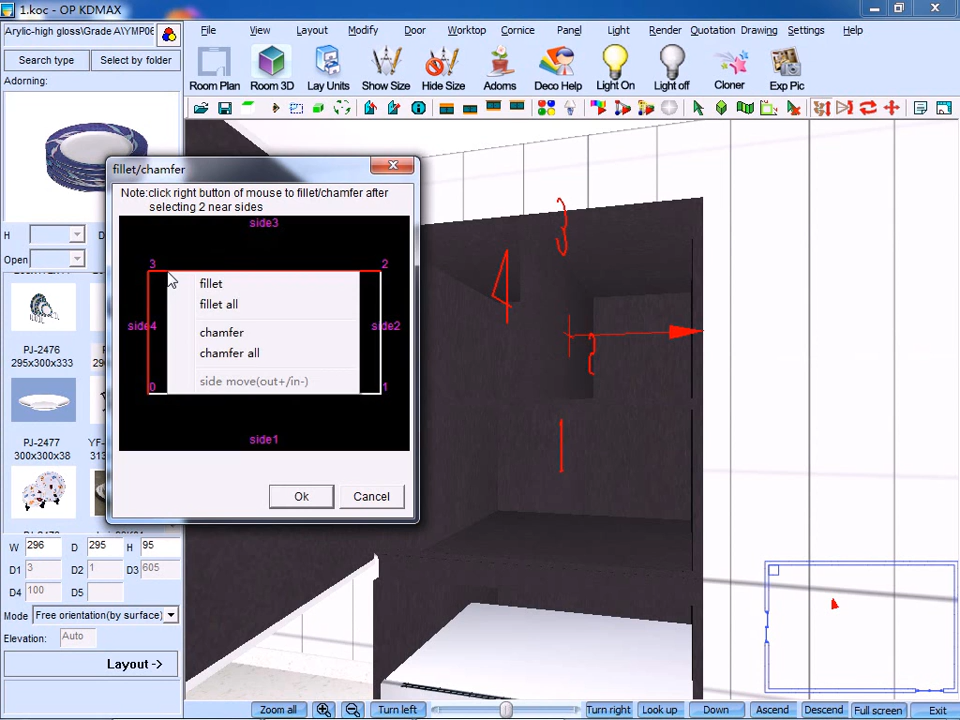 1.koc - OP KDMAX
Arylic-high gloss\Grade A\YMP06
File View Layout Modify Door Worktop Cornice Panel Light Render Quotation Drawing Settings Help
Search type Select by folder
Room Plan Room 3D Lay Units Show Size Hide Size Adorns Deco Help Light On Light off Cloner Exp Pic
Adorning:
H D
Open
PJ-2476
295x300x333
PJ-2477
300x300x38
W 296 D 295 H 95
D1 3 D2 1 D3 605
D4 100 D5
Mode Free orientation(by surface)
Elevation: Auto
Layout ->
fillet/chamfer
Note:click right button of mouse to fillet/chamfer after
selecting 2 near sides
side3
3 2
fillet
fillet all
side4 side2
chamfer
chamfer all
side move(out+/in-)
0 1
side1
Ok Cancel
3
4
2
1
Zoom all Turn left Turn right Look up Down Ascend Descend Full screen Exit